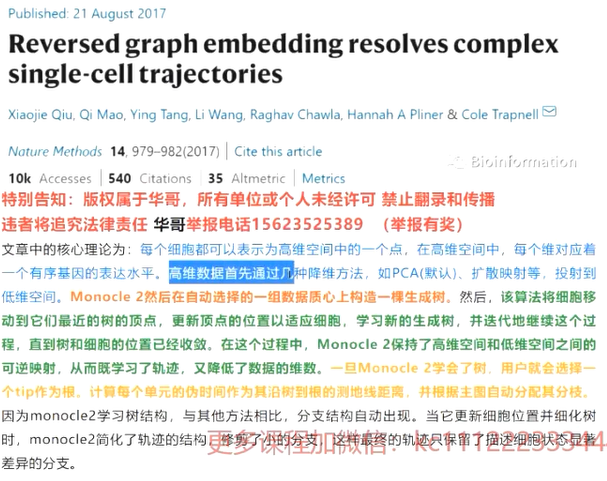 Published: 21 August 2017
Reversed graph embedding resolves complex
single-cell trajectories
Xiaojie Qiu, Qi Mao, Ying Tang, Li Wang, Raghav Chawla, Hannah A Pliner & Cole Trapnell
Nature Methods 14, 979–982(2017) Cite this article
10k Accesses 540 Citations 35 Altmetric Metrics
Bioinformation
特别告知：版权属于华哥，所有单位或个人未经许可 禁止翻录和传播
违者将追究法律责任 华哥举报电话15623525389 （举报有奖）
文章中的核心理论为：每个细胞都可以表示为高维空间中的一个点，在高维空间中，每个维对应着
一个有序基因的表达水平。高维数据首先通过几种降维方法，如PCA(默认)、扩散映射等，投射到
低维空间。Monocle 2然后在自动选择的一组数据质心上构造一棵生成树。然后，该算法将细胞移
动到它们最近的树的顶点，更新顶点的位置以适应细胞，学习新的生成树，并迭代地继续这个过
程，直到树和细胞的位置已经收敛。在这个过程中，Monocle 2保持了高维空间和低维空间之间的
可逆映射，从而既学习了轨迹，又降低了数据的维数。一旦Monocle 2学会了树，用户就会选择一
个tip作为根。计算每个单元的伪时间作为其沿树到根的测地线距离，并根据主图自动分配其分枝。
因为monocle2学习树结构，与其他方法相比，分支结构自动出现。当它更新细胞位置并细化树
时，monocle2简化了轨迹的结构，修剪了小的分支，这样最终的轨迹只保留了描述细胞状态显著
差异的分支。
更多课程加微信：kc11122233344